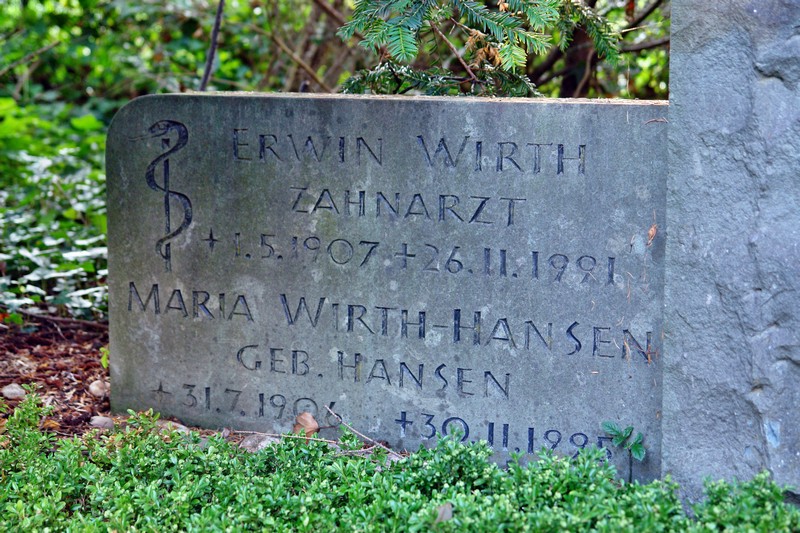 ERWIN WIRTH
ZAHNARZT
+ 1.5.1907 + 26.11.1991
MARIA WIRTH-HANSEN
GEB. HANSEN
+ 31.7.1906 + 30.11.1995